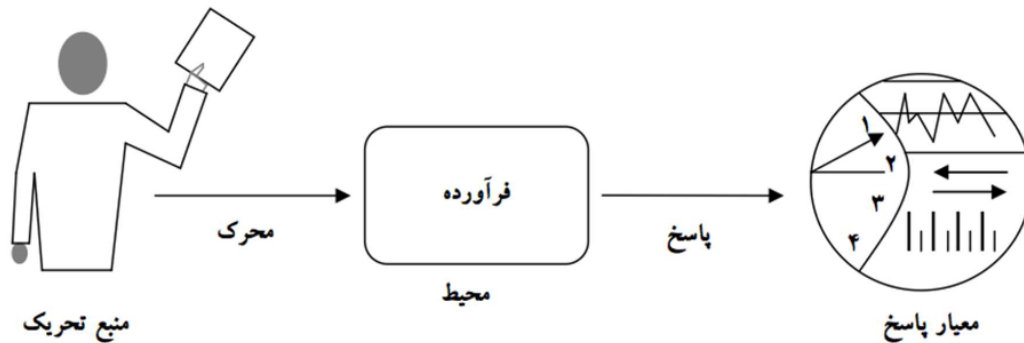 فرآورده
محرک
پاسخ
محیط
منبع تحریک
معیار پاسخ
۱
۲
۳
۴